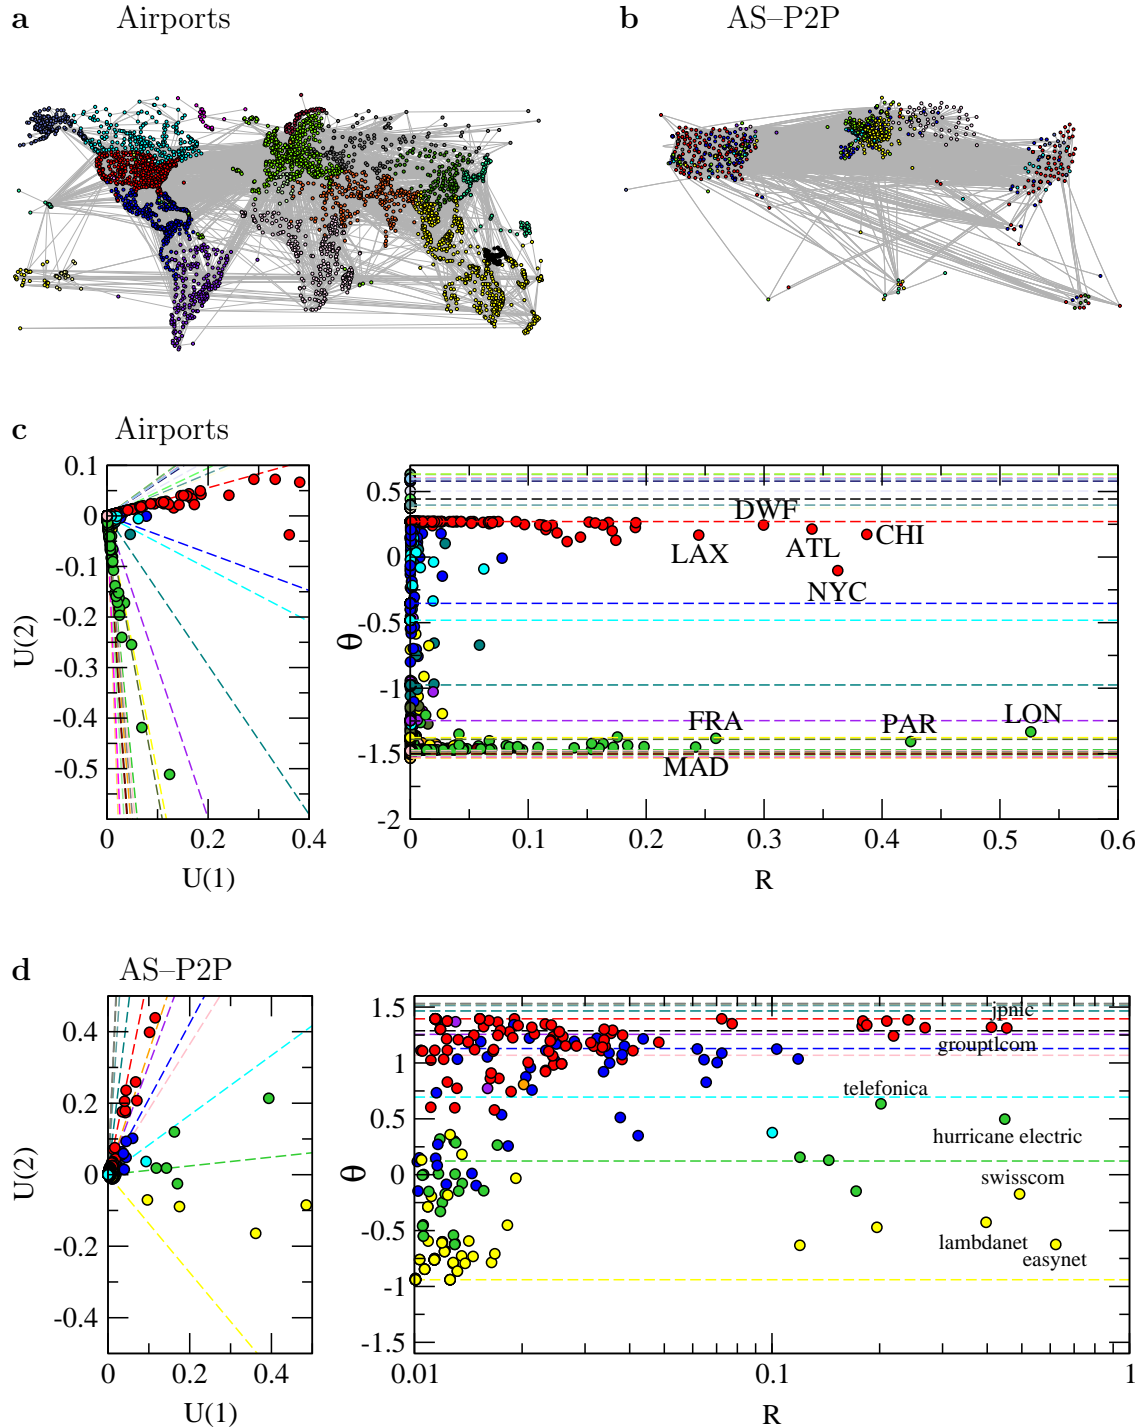 a Airports
b AS–P2P
c Airports
0.1
0
-0.1
-0.2
-0.3
-0.4
-0.5
U(2)
0 0.2 0.4
U(1)
0.5
0
-0.5
-1
-1.5
-2
θ
DWF
LAX
ATL
CHI
NYC
FRA
PAR
LON
MAD
0 0.1 0.2 0.3 0.4 0.5 0.6
R
d AS–P2P
0.4
0.2
0
-0.2
-0.4
U(2)
0 0.2 0.4
U(1)
1.5
1
0.5
0
-0.5
-1
-1.5
θ
jpnic
grouptlcom
telefonica
hurricane electric
swisscom
lambdanet
easynet
0.01 0.1 1
R